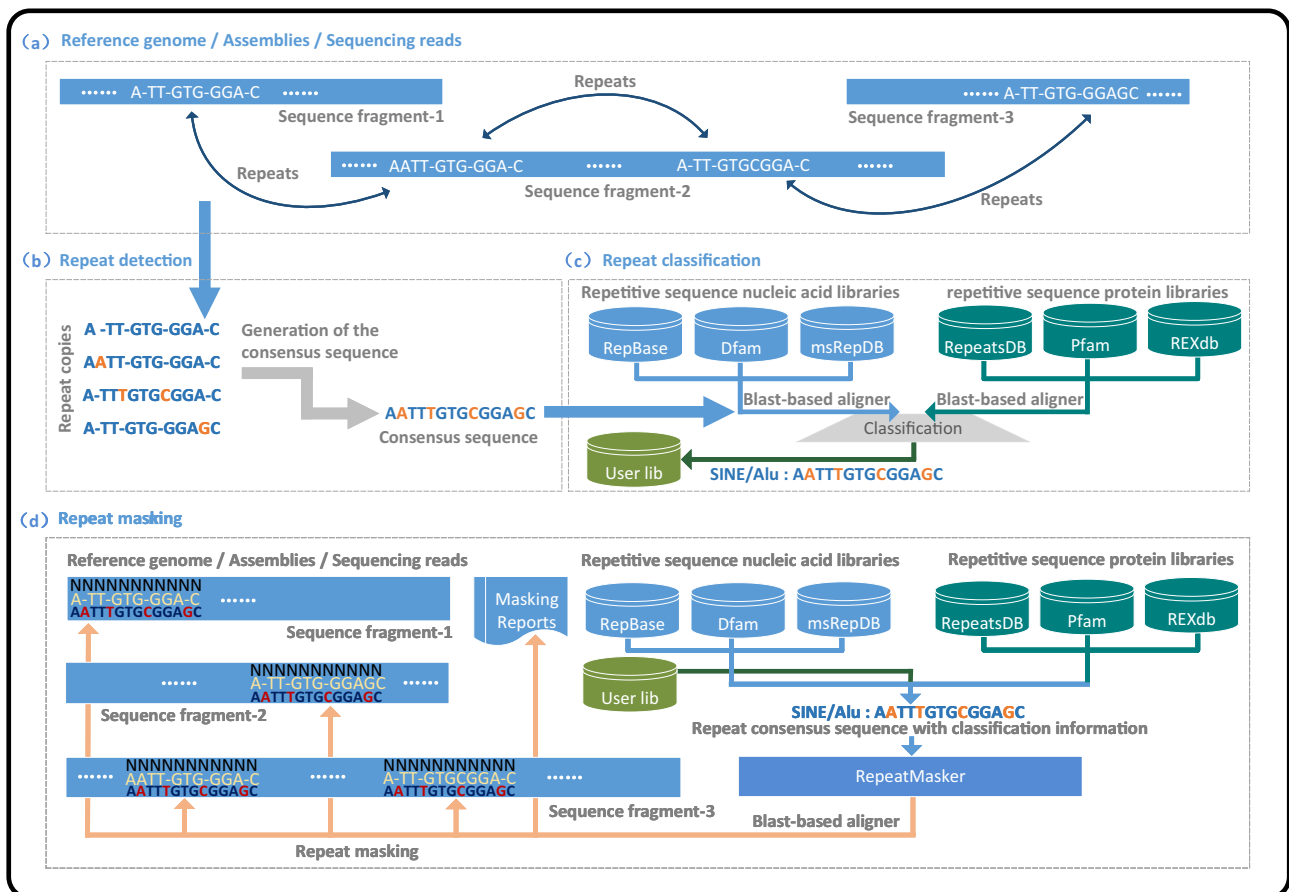 (a) Reference genome / Assemblies / Sequencing reads
······ A-TT-GTG-GGA-C ······
Sequence fragment-1
Repeats
······ A-TT-GTG-GGAGC ······
Sequence fragment-3
······ AATT-GTG-GGA-C ······ A-TT-GTGCGGA-C ······
Sequence fragment-2
Repeats
Repeats
(b) Repeat detection
Repeat copies
A -TT-GTG-GGA-C
AATT-GTG-GGA-C
A-TTTGTGCGGA-C
A-TT-GTG-GGAGC
Generation of the
consensus sequence
AATTTGTGCGGAGC
Consensus sequence
(c) Repeat classification
Repetitive sequence nucleic acid libraries
repetitive sequence protein libraries
RepBase
Dfam
msRepDB
RepeatsDB
Pfam
REXdb
Blast-based aligner
Blast-based aligner
Classification
User lib
SINE/Alu : AATTTGTGCGGAGC
(d) Repeat masking
Reference genome / Assemblies / Sequencing reads
NNNNNNNNNNN
A-TT-GTG-GGA-C ······
AATTTGTGCGGAGC
Sequence fragment-1
NNNNNNNNNNN
······ A-TT-GTG-GGAGC ······
AATTTGTGCGGAGC
Sequence fragment-2
NNNNNNNNNNN
NNNNNNNNNNN
······ AATT-GTG-GGA-C ······ A-TT-GTGCGGA-C ······
AATTTGTGCGGAGC
AATTTGTGCGGAGC
Sequence fragment-3
Repeat masking
Masking
Reports
Repetitive sequence nucleic acid libraries
Repetitive sequence protein libraries
RepBase
Dfam
msRepDB
RepeatsDB
Pfam
REXdb
User lib
SINE/Alu : AATTTGTGCGGAGC
Repeat consensus sequence with classification information
RepeatMasker
Blast-based aligner